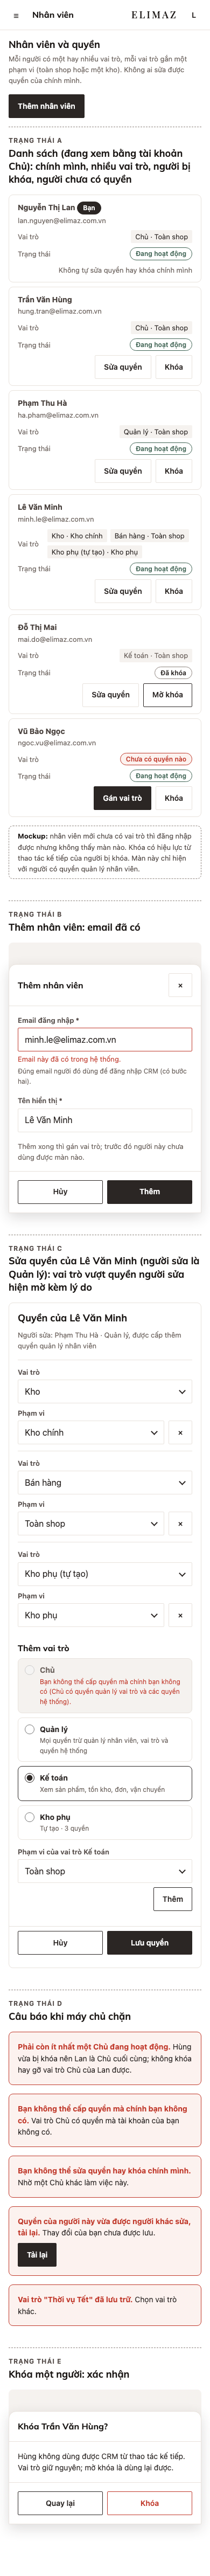 ≡ Nhân viên ELIMAZ L
Nhân viên và quyền
Mỗi người có một hay nhiều vai trò, mỗi vai trò gắn một
phạm vi (toàn shop hoặc một kho). Không ai sửa được
quyền của chính mình.
Thêm nhân viên
TRẠNG THÁI A
Danh sách (đang xem bằng tài khoản
Chủ): chính mình, nhiều vai trò, người bị
khóa, người chưa có quyền
Nguyễn Thị Lan Bạn
lan.nguyen@elimaz.com.vn
Vai trò Chủ · Toàn shop
Trạng thái Đang hoạt động
Không tự sửa quyền hay khóa chính mình
Trần Văn Hùng
hung.tran@elimaz.com.vn
Vai trò Chủ · Toàn shop
Trạng thái Đang hoạt động
Sửa quyền Khóa
Phạm Thu Hà
ha.pham@elimaz.com.vn
Vai trò Quản lý · Toàn shop
Trạng thái Đang hoạt động
Sửa quyền Khóa
Lê Văn Minh
minh.le@elimaz.com.vn
Kho · Kho chính Bán hàng · Toàn shop
Vai trò
Kho phụ (tự tạo) · Kho phụ
Trạng thái Đang hoạt động
Sửa quyền Khóa
Đỗ Thị Mai
mai.do@elimaz.com.vn
Vai trò Kế toán · Toàn shop
Trạng thái Đã khóa
Sửa quyền Mở khóa
Vũ Bảo Ngọc
ngoc.vu@elimaz.com.vn
Vai trò Chưa có quyền nào
Trạng thái Đang hoạt động
Gán vai trò Khóa
Mockup: nhân viên mới chưa có vai trò thì đăng nhập
được nhưng không thấy màn nào. Khóa có hiệu lực từ
thao tác kế tiếp của người bị khóa. Màn này chỉ hiện
với người có quyền quản lý nhân viên.
TRẠNG THÁI B
Thêm nhân viên: email đã có
Thêm nhân viên ×
Email đăng nhập *
minh.le@elimaz.com.vn
Email này đã có trong hệ thống.
Đúng email người đó dùng để đăng nhập CRM (có bước
hai).
Tên hiển thị *
Lê Văn Minh
Thêm xong thì gán vai trò; trước đó người này chưa
dùng được màn nào.
Hủy Thêm
TRẠNG THÁI C
Sửa quyền của Lê Văn Minh (người sửa là
Quản lý): vai trò vượt quyền người sửa
hiện mờ kèm lý do
Quyền của Lê Văn Minh
Người sửa: Phạm Thu Hà · Quản lý, được cấp thêm
quyền quản lý nhân viên
Vai trò
Kho
Phạm vi
Kho chính ×
Vai trò
Bán hàng
Phạm vi
Toàn shop ×
Vai trò
Kho phụ (tự tạo)
Phạm vi
Kho phụ ×
Thêm vai trò
Chủ
Bạn không thể cấp quyền mà chính bạn không
có (Chủ có quyền quản lý vai trò và các quyền
hệ thống).
Quản lý
Mọi quyền trừ quản lý nhân viên, vai trò và
quyền hệ thống
Kế toán
Xem sản phẩm, tồn kho, đơn, vận chuyển
Kho phụ
Tự tạo · 3 quyền
Phạm vi của vai trò Kế toán
Toàn shop
Thêm
Hủy Lưu quyền
TRẠNG THÁI D
Câu báo khi máy chủ chặn
Phải còn ít nhất một Chủ đang hoạt động. Hùng
vừa bị khóa nên Lan là Chủ cuối cùng; không khóa
hay gỡ vai trò Chủ của Lan được.
Bạn không thể cấp quyền mà chính bạn không
có. Vai trò Chủ có quyền mà tài khoản của bạn
không có.
Bạn không thể sửa quyền hay khóa chính mình.
Nhờ một Chủ khác làm việc này.
Quyền của người này vừa được người khác sửa,
tải lại. Thay đổi của bạn chưa được lưu.
Tải lại
Vai trò "Thời vụ Tết" đã lưu trữ. Chọn vai trò
khác.
TRẠNG THÁI E
Khóa một người: xác nhận
Khóa Trần Văn Hùng?
Hùng không dùng được CRM từ thao tác kế tiếp.
Vai trò giữ nguyên; mở khóa là dùng lại được.
Quay lại Khóa